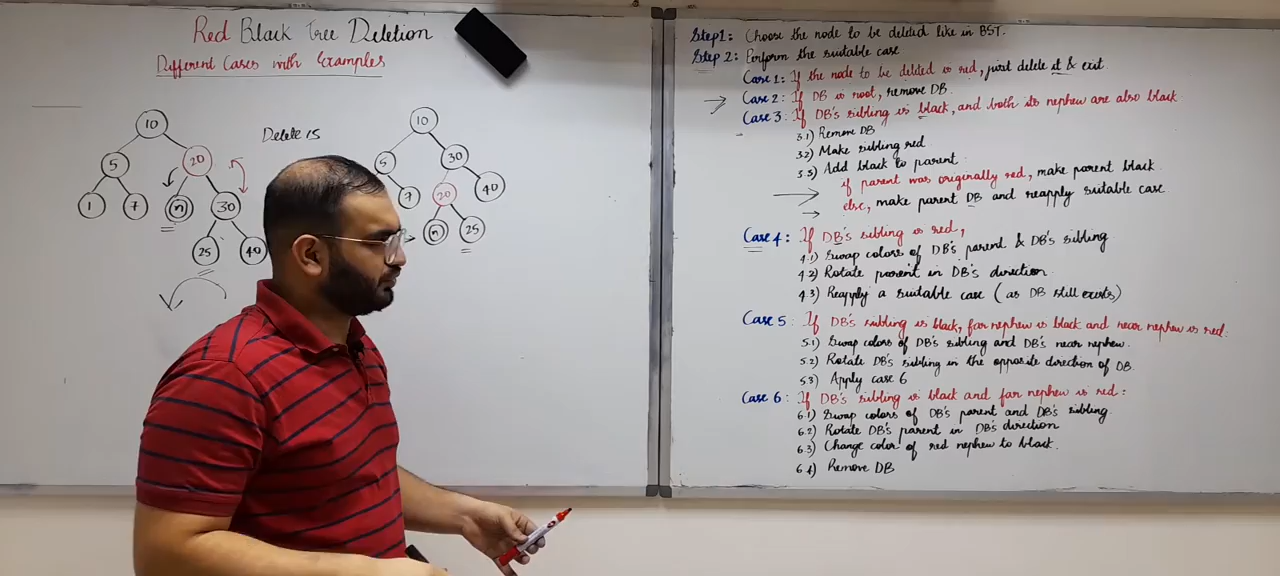 Red Black Tree Deletion
Different Cases with Examples
10
5
20
1
7
n
30
25
40
Delete 15
10
5
30
7
20
40
n
25
Step1: Choose the node to be deleted like in BST.
Step 2: Perform the suitable case
Case 1: If the node to be deleted is red, just delete it & exit.
Case 2: If DB is root, remove DB.
Case 3: If DB's sibling is black, and both its nephew are also black
3.1) Remove DB
3.2) Make sibling red
3.3) Add black to parent.
if parent was originally red, make parent black.
else, make parent DB and reapply suitable case.
Case 4: If DB's sibling is red,
4.1) Swap colors of DB's parent & DB's sibling
4.2) Rotate parent in DB's direction.
4.3) Reapply a suitable case (as DB still exists)
Case 5: If DB's sibling is black, far nephew is black and near nephew is red.
5.1) Swap colors of DB's sibling and DB's near nephew.
5.2) Rotate DB's sibling in the opposite direction of DB.
5.3) Apply case 6
Case 6: If DB's sibling is black and far nephew is red:
6.1) Swap colors of DB's parent and DB's sibling.
6.2) Rotate DB's parent in DB's direction
6.3) Change color of red nephew to black.
6.4) Remove DB